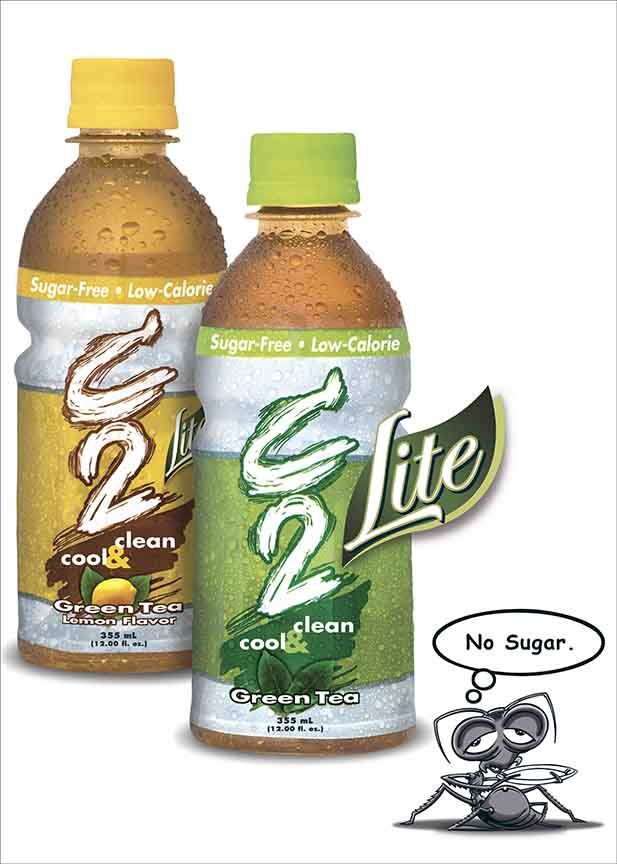 Sugar-Free • Low-Calorie
C2
Lite
cool & clean
Green Tea
Lemon Flavor
355 mL
(12.00 fl. oz.)
Sugar-Free • Low-Calorie
C2
Lite
cool & clean
Green Tea
355 mL
(12.00 fl. oz.)
No Sugar.